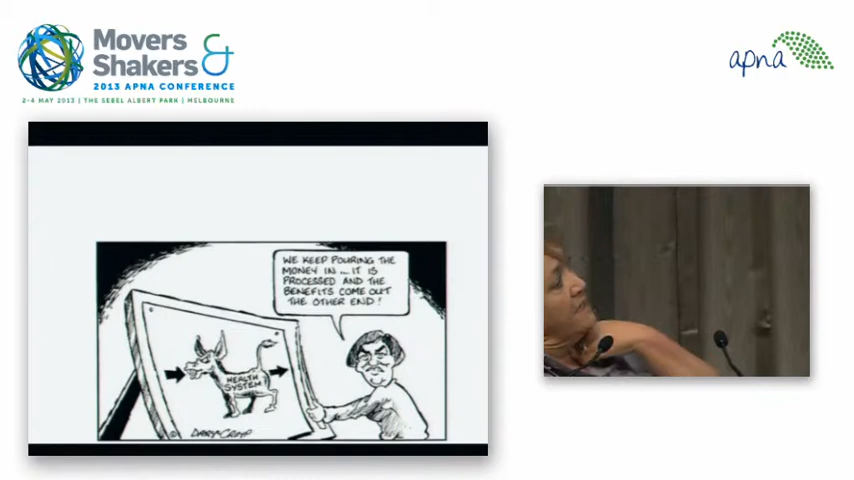 Movers
Shakers &
2013 APNA CONFERENCE
2-4 MAY 2013 | THE SEBEL ALBERT PARK | MELBOURNE
apna
WE KEEP POURING THE
MONEY IN... IT IS
PROCESSED AND THE
BENEFITS COME OUT
THE OTHER END!
HEALTH
SYSTEM